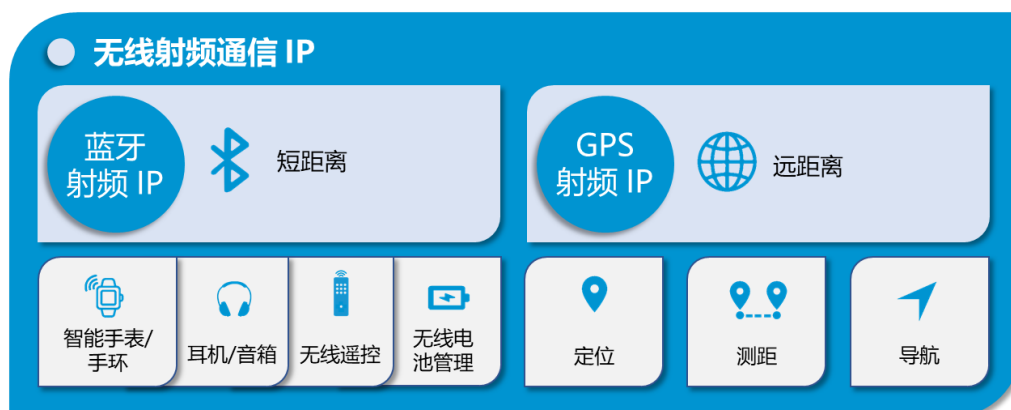 无线射频通信 IP
蓝牙
射频 IP
短距离
GPS
射频 IP
远距离
智能手表/
手环
耳机/音箱
无线遥控
无线电
池管理
定位
测距
导航